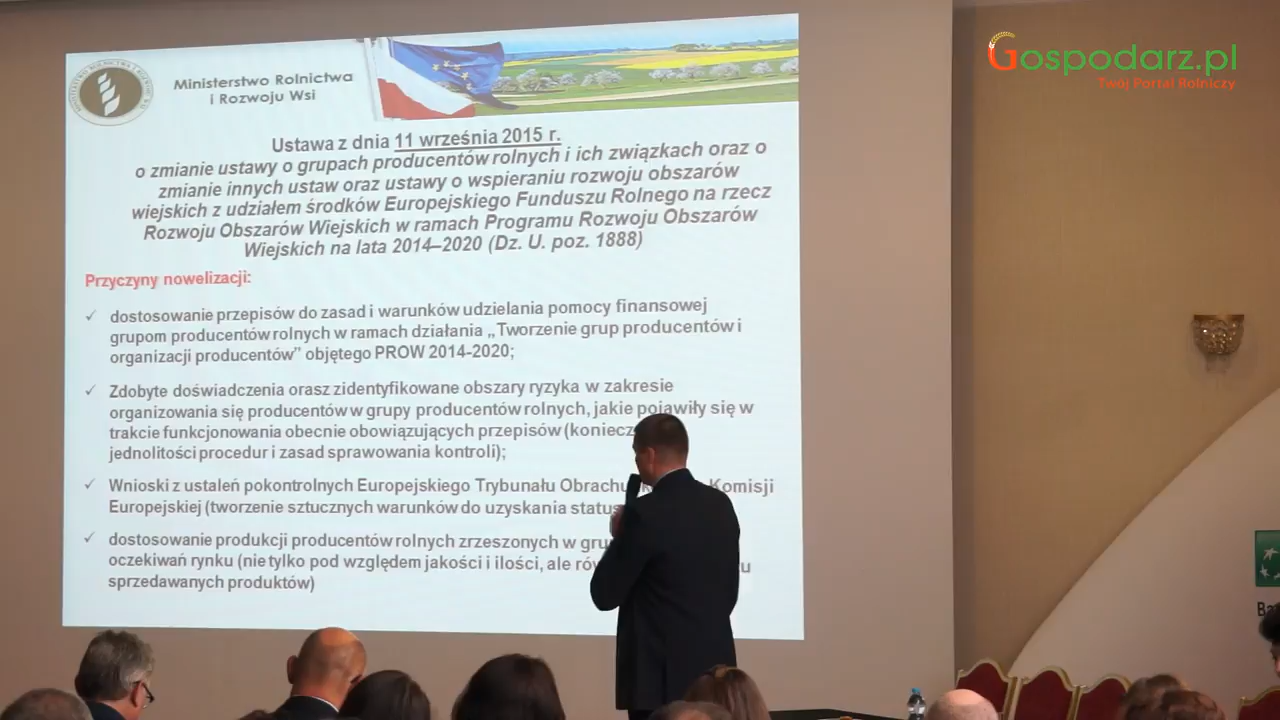 Gospodarz.pl
Twój Portal Rolniczy
Ministerstwo Rolnictwa
i Rozwoju Wsi
Ustawa z dnia 11 września 2015 r.
o zmianie ustawy o grupach producentów rolnych i ich związkach oraz o
zmianie innych ustaw oraz ustawy o wspieraniu rozwoju obszarów
wiejskich z udziałem środków Europejskiego Funduszu Rolnego na rzecz
Rozwoju Obszarów Wiejskich w ramach Programu Rozwoju Obszarów
Wiejskich na lata 2014–2020 (Dz. U. poz. 1888)
Przyczyny nowelizacji:
✓ dostosowanie przepisów do zasad i warunków udzielania pomocy finansowej
grupom producentów rolnych w ramach działania „Tworzenie grup producentów i
organizacji producentów” objętego PROW 2014-2020;
✓ Zdobyte doświadczenia orasz zidentyfikowane obszary ryzyka w zakresie
organizowania się producentów w grupy producentów rolnych, jakie pojawiły się w
trakcie funkcjonowania obecnie obowiązujących przepisów (koniecz
jednolitości procedur i zasad sprawowania kontroli);
✓ Wnioski z ustaleń pokontrolnych Europejskiego Trybunału Obrachu Komisji
Europejskiej (tworzenie sztucznych warunków do uzyskania status
✓ dostosowanie produkcji producentów rolnych zrzeszonych w gru
oczekiwań rynku (nie tylko pod względem jakości i ilości, ale rów u
sprzedawanych produktów)